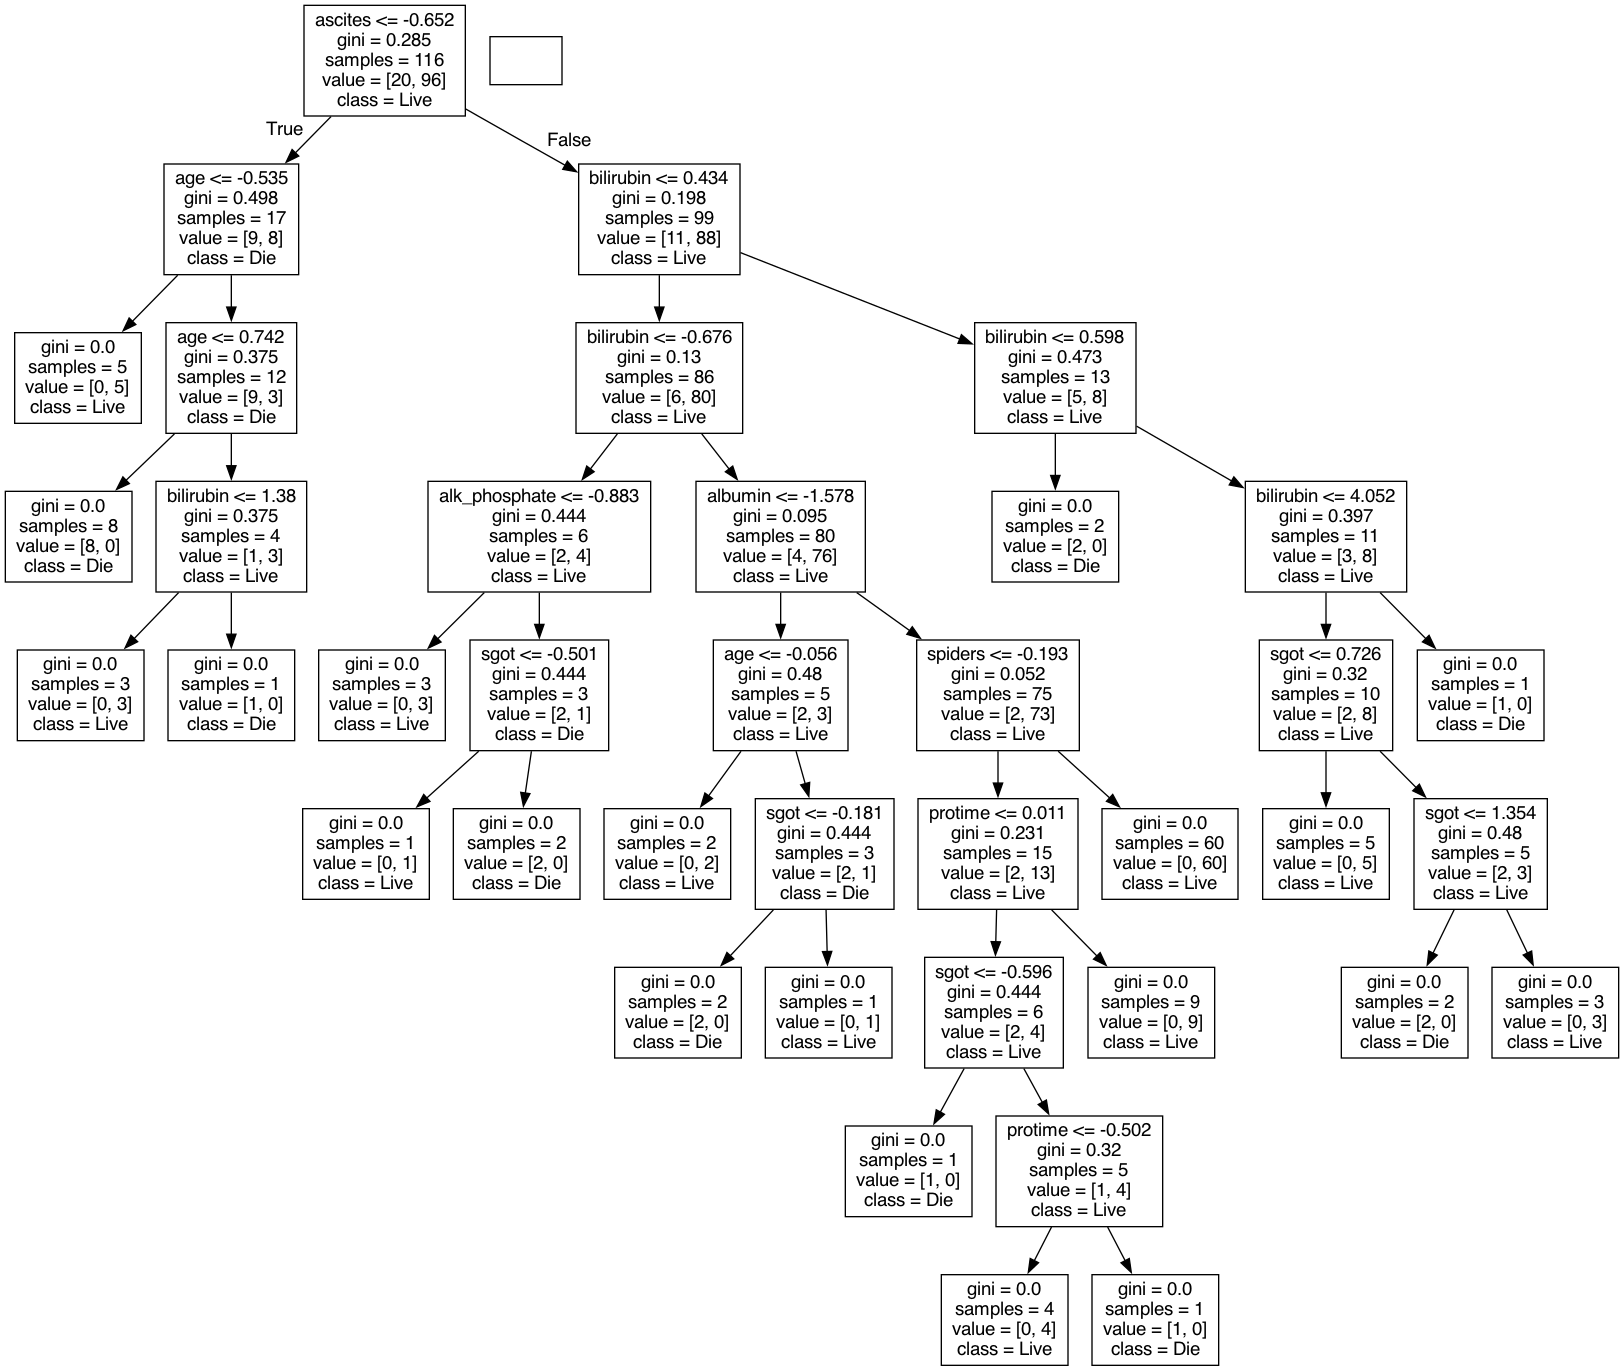 ascites <= -0.652
gini = 0.285
samples = 116
value = [20, 96]
class = Live
True
False
age <= -0.535
gini = 0.498
samples = 17
value = [9, 8]
class = Die
bilirubin <= 0.434
gini = 0.198
samples = 99
value = [11, 88]
class = Live
gini = 0.0
samples = 5
value = [0, 5]
class = Live
age <= 0.742
gini = 0.375
samples = 12
value = [9, 3]
class = Die
bilirubin <= -0.676
gini = 0.13
samples = 86
value = [6, 80]
class = Live
bilirubin <= 0.598
gini = 0.473
samples = 13
value = [5, 8]
class = Live
gini = 0.0
samples = 8
value = [8, 0]
class = Die
bilirubin <= 1.38
gini = 0.375
samples = 4
value = [1, 3]
class = Live
alk_phosphate <= -0.883
gini = 0.444
samples = 6
value = [2, 4]
class = Live
albumin <= -1.578
gini = 0.095
samples = 80
value = [4, 76]
class = Live
gini = 0.0
samples = 2
value = [2, 0]
class = Die
bilirubin <= 4.052
gini = 0.397
samples = 11
value = [3, 8]
class = Live
gini = 0.0
samples = 3
value = [0, 3]
class = Live
gini = 0.0
samples = 1
value = [1, 0]
class = Die
gini = 0.0
samples = 3
value = [0, 3]
class = Live
sgot <= -0.501
gini = 0.444
samples = 3
value = [2, 1]
class = Die
age <= -0.056
gini = 0.48
samples = 5
value = [2, 3]
class = Live
spiders <= -0.193
gini = 0.052
samples = 75
value = [2, 73]
class = Live
sgot <= 0.726
gini = 0.32
samples = 10
value = [2, 8]
class = Live
gini = 0.0
samples = 1
value = [1, 0]
class = Die
gini = 0.0
samples = 1
value = [0, 1]
class = Live
gini = 0.0
samples = 2
value = [2, 0]
class = Die
gini = 0.0
samples = 2
value = [0, 2]
class = Live
sgot <= -0.181
gini = 0.444
samples = 3
value = [2, 1]
class = Die
protime <= 0.011
gini = 0.231
samples = 15
value = [2, 13]
class = Live
gini = 0.0
samples = 60
value = [0, 60]
class = Live
gini = 0.0
samples = 5
value = [0, 5]
class = Live
sgot <= 1.354
gini = 0.48
samples = 5
value = [2, 3]
class = Live
gini = 0.0
samples = 2
value = [2, 0]
class = Die
gini = 0.0
samples = 1
value = [0, 1]
class = Live
sgot <= -0.596
gini = 0.444
samples = 6
value = [2, 4]
class = Live
gini = 0.0
samples = 9
value = [0, 9]
class = Live
gini = 0.0
samples = 2
value = [2, 0]
class = Die
gini = 0.0
samples = 3
value = [0, 3]
class = Live
gini = 0.0
samples = 1
value = [1, 0]
class = Die
protime <= -0.502
gini = 0.32
samples = 5
value = [1, 4]
class = Live
gini = 0.0
samples = 4
value = [0, 4]
class = Live
gini = 0.0
samples = 1
value = [1, 0]
class = Die